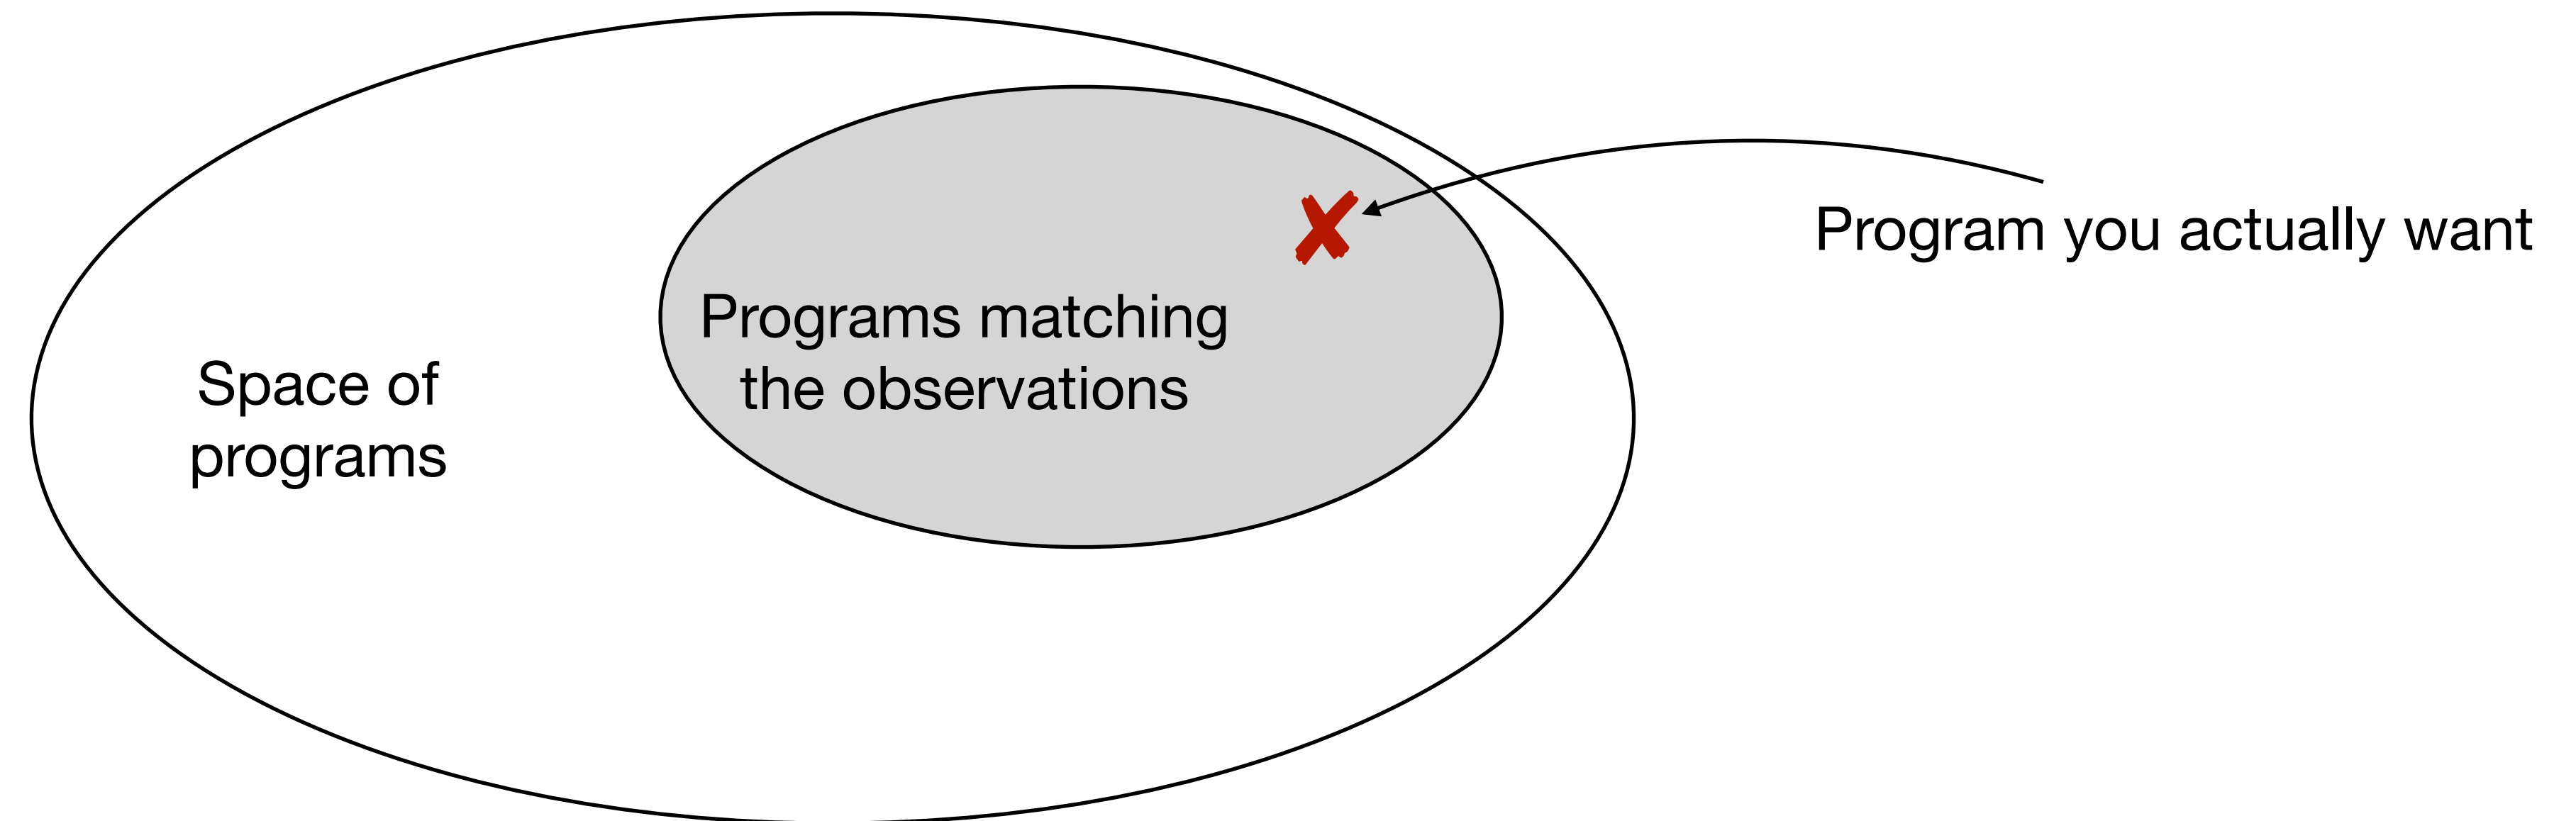 Program you actually want
Programs matching
the observations
Space of
programs